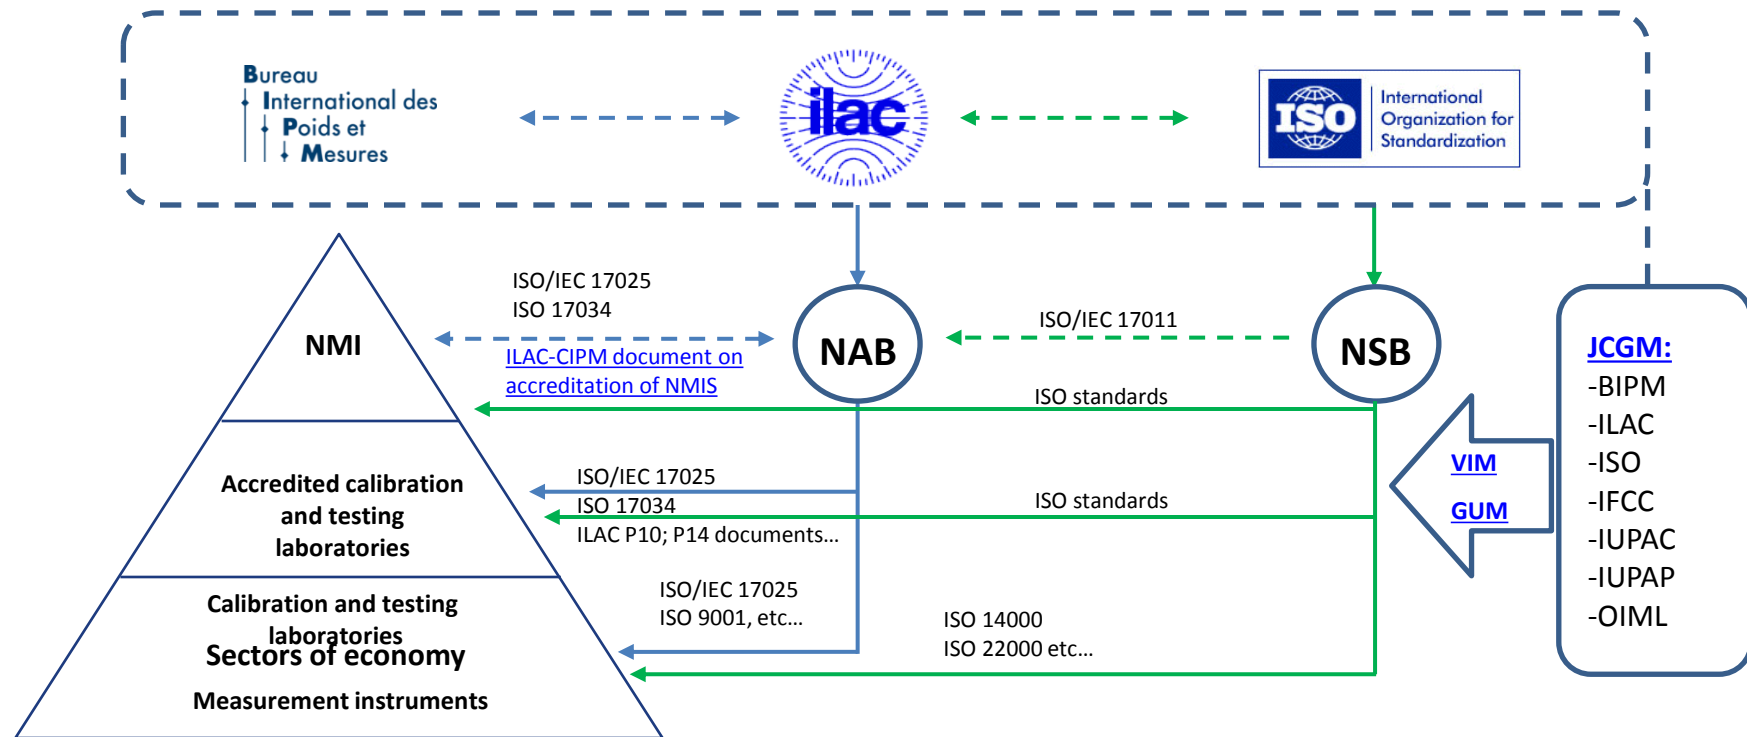 Bureau
International des
Poids et
Mesures
ilac
ISO
International
Organization for
Standardization
ISO/IEC 17025
ISO 17034
NMI
ILAC-CIPM document on
accreditation of NMIS
NAB
ISO/IEC 17011
NSB
ISO standards
JCGM:
-BIPM
-ILAC
-ISO
-IFCC
-IUPAC
-IUPAP
-OIML
VIM
GUM
Accredited calibration
and testing
laboratories
ISO/IEC 17025
ISO 17034
ILAC P10; P14 documents...
ISO standards
Calibration and testing
laboratories
Sectors of economy
Measurement instruments
ISO/IEC 17025
ISO 9001, etc...
ISO 14000
ISO 22000 etc...